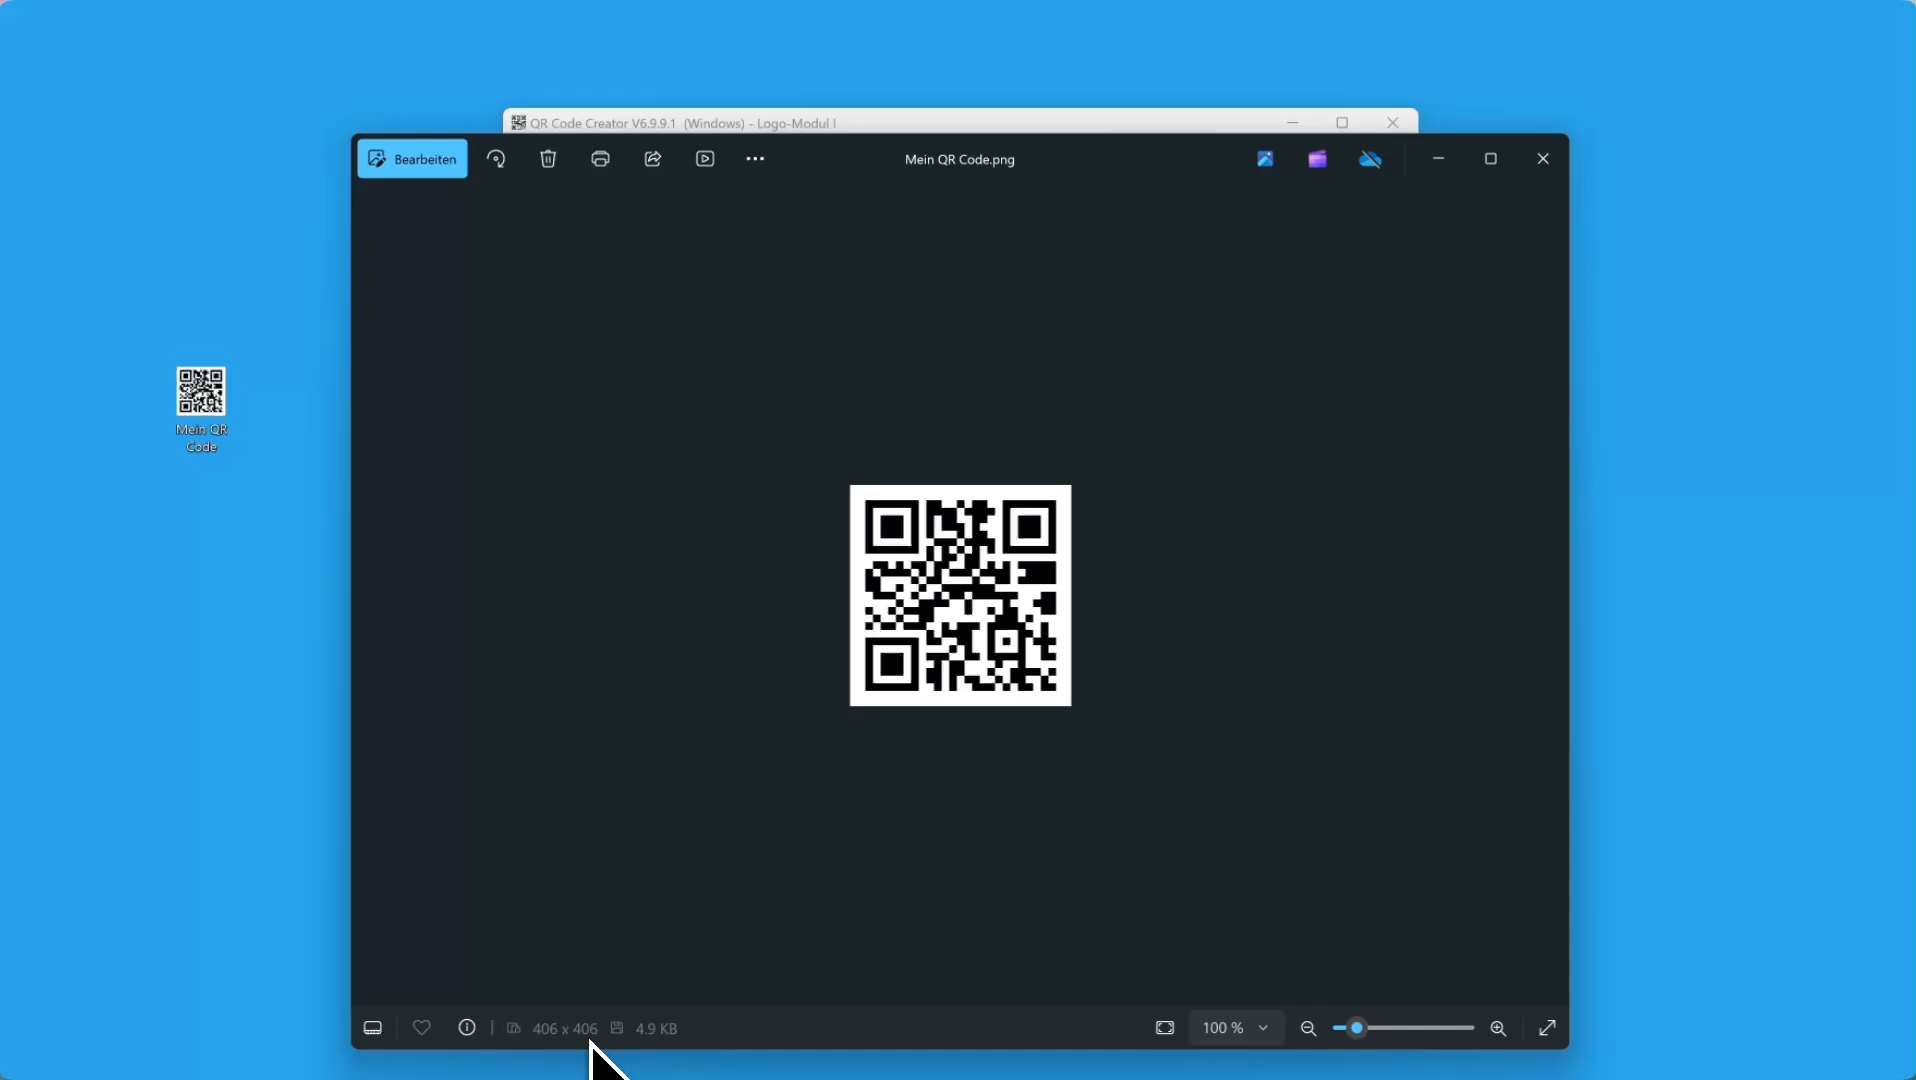 QR Code Creator V6.9.9.1 (Windows) - Logo-Modul I
Bearbeiten
Mein QR Code.png
Mein QR
Code
406 x 406
4.9 KB
100 %